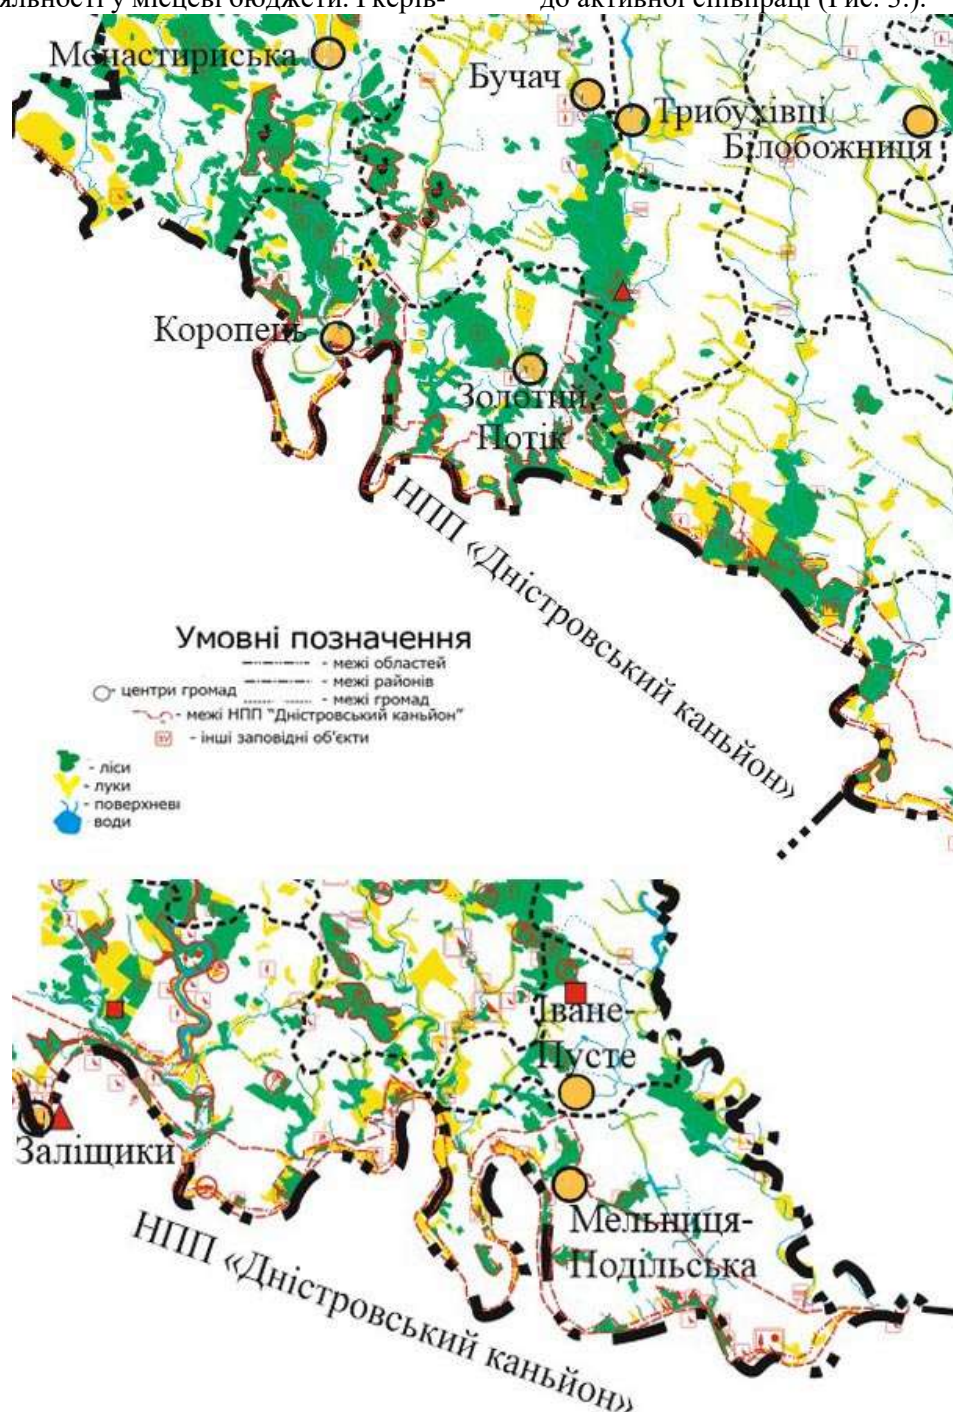 яльності у місцеві бюджети. І керів-
до активної співпраці (Рис. 3.).
Монастириська
Бучач
Трибухівці
Білобожниця
Коропець
Золотий
Потік
НПП «Дністровський каньйон»
Умовні позначення
- межі областей
- межі районів
- центри громад
- межі громад
- межі НПП "Дністровський каньйон"
- інші заповідні об'єкти
- ліси
- луки
- поверхневі
води
Іване-
Пусте
Заліщики
Мельниця-
Подільська
НПП «Дністровський каньйон»